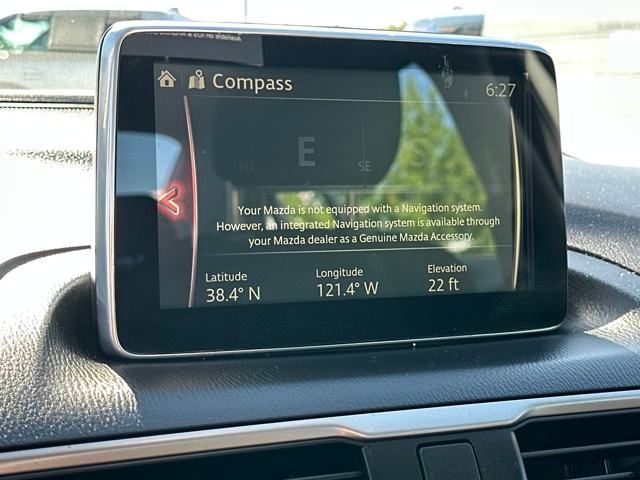 Compass
6:27
NE E SE S
Your Mazda is not equipped with a Navigation system.
However, an integrated Navigation system is available through
your Mazda dealer as a Genuine Mazda Accessory.
Latitude Longitude Elevation
38.4° N 121.4° W 22 ft